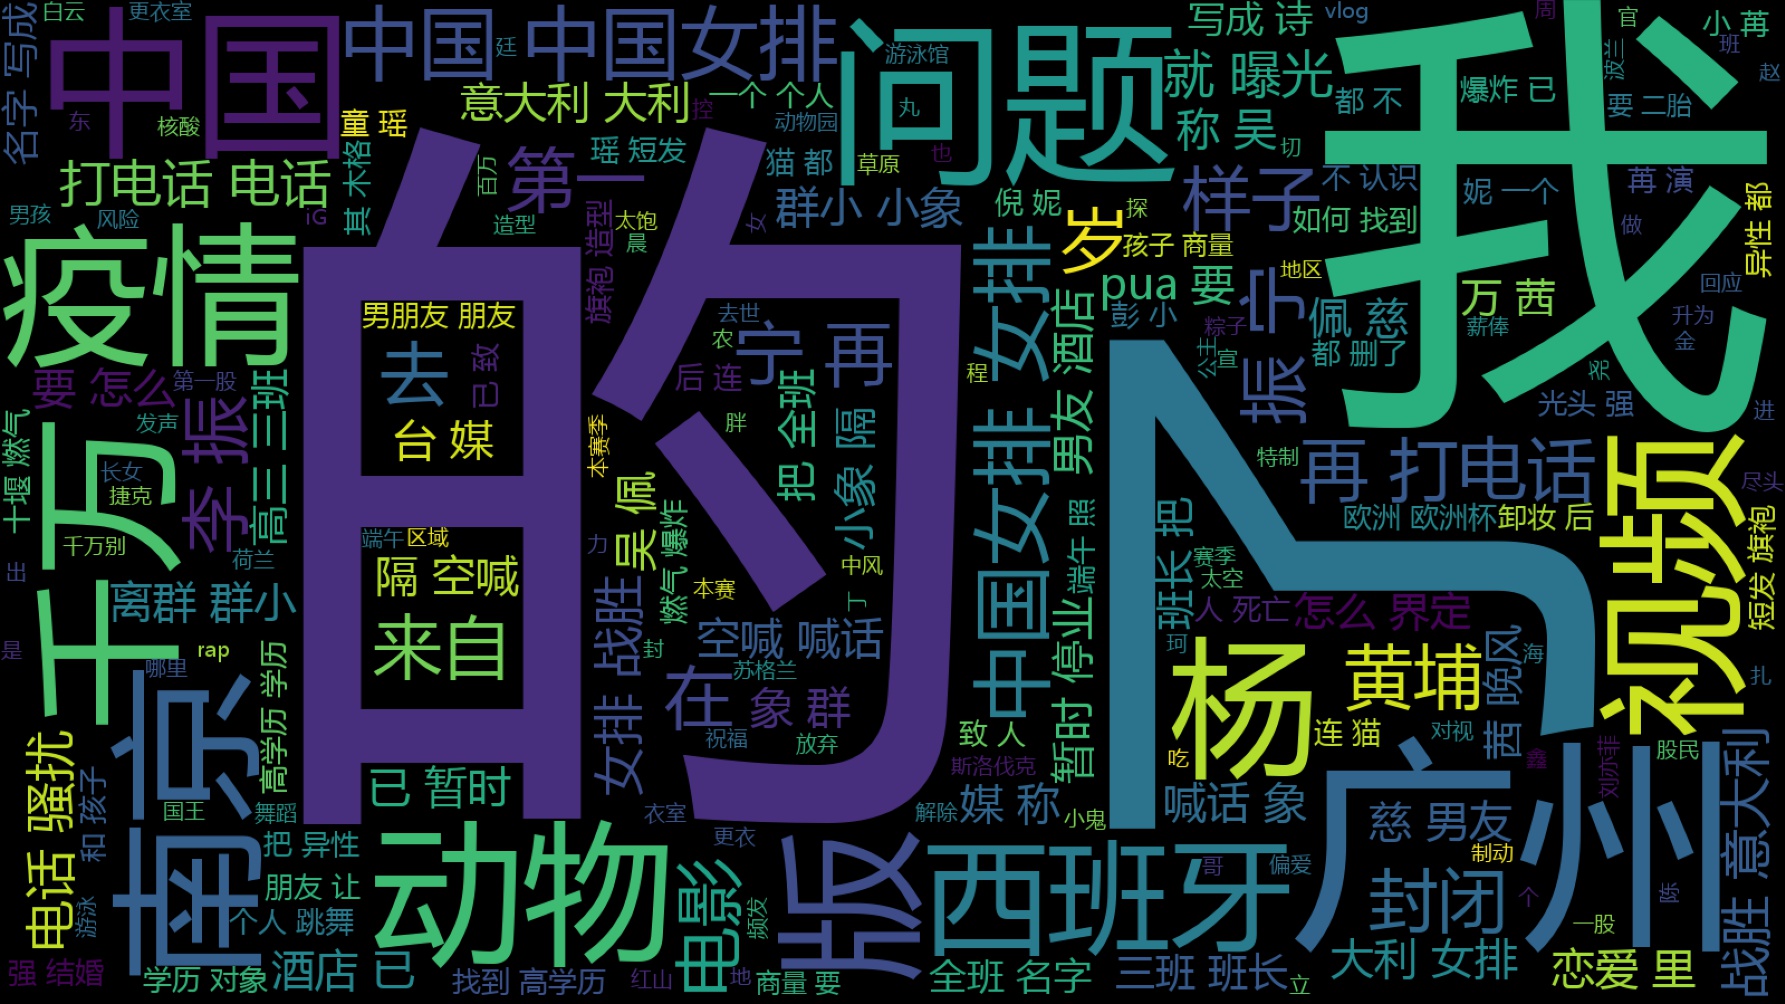 白云
更衣室
vlog
写成 诗
周
官
小 苒
名字 写成
中国
中国
廷
中国女排
游泳馆
问题
就 曝光
我
班
波兰
赵
东
核酸
童 瑶
意大利 大利
一个 个人
控
动物园
丸
称 吴
切
都 不
爆炸 已
要 二胎
打电话 电话
其 木格
百万
第一
瑶 短发
猫 都
草原
也
样子
不 认识
妮 一个
苒 演
异性 都
男孩
风险
iG
造型
旗袍 造型
太饱
晨
女
群小 小象
倪 妮
岁
探
孩子 商量
如何 找到
做
疫情
的
去世
农
宁 再
女排 女排
pua 要
彭 小
粽子
振 宁
地区
佩 慈
都 删了
万 茜
薪俸
回应
升为
金
男朋友 朋友
去
已 致
台 媒
要 怎么
第一股
高三 三班
后 连
把 全班
胖
程
男友 酒店
公主
宣
尧
光头 强
进
十堰 燃气
发声
李 振
千万
长女
捷克
千万别
荷兰
本赛季
吴 佩
燃气 爆炸
小象 隔
中国
端午 照
特制
再 打电话
欧洲 欧洲杯
卸妆 后
视频
尽头
短发 旗袍
端午
区域
隔 空喊
来自
力
本赛
中风
丁
班长 把
赛季
太空
人 死亡
怎么 界定
出
离群 群小
是
rap
哪里
高学历 学历
女排 战胜
封
空喊 喊话
苏格兰
在
象 群
祝福
放弃
致 人
暂时 停业
珂
杨
黄埔
茜 晚风
海
扎
南京
电话 骚扰
和 孩子
国王
舞蹈
已 暂时
衣室
更衣
斯洛伐克
媒 称
解除
小鬼
吃
连 猫
对视
喊话 象
鑫
刘亦菲
股民
广州
慈 男友
制动
战胜 意大利
把 异性
朋友 让
游泳
个人 跳舞
动物
电影
频发
版
西班牙
哥
偏爱
封闭
个
陈
一股
强 结婚
学历 对象
酒店 已
找到 高学历
红山
地
商量 要
全班 名字
三班 班长
立
大利 女排
恋爱 里